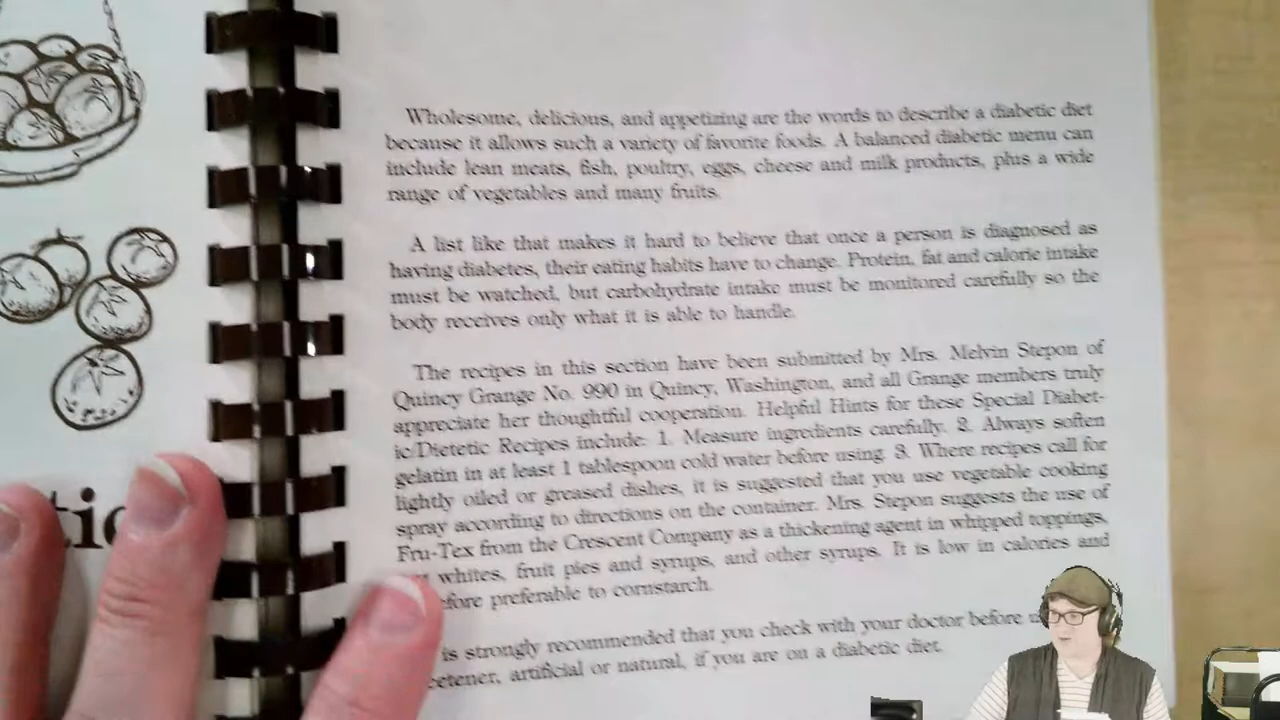 Wholesome, delicious, and appetizing are the words to describe a diabetic diet
because it allows such a variety of favorite foods. A balanced diabetic menu can
include lean meats, fish, poultry, eggs, cheese and milk products, plus a wide
range of vegetables and many fruits.
A list like that makes it hard to believe that once a person is diagnosed as
having diabetes, their eating habits have to change. Protein, fat and calorie intake
must be watched, but carbohydrate intake must be monitored carefully so the
body receives only what it is able to handle.
The recipes in this section have been submitted by Mrs. Melvin Stepon of
Quincy Grange No. 990 in Quincy, Washington, and all Grange members truly
appreciate her thoughtful cooperation. Helpful Hints for these Special Diabet-
ic/Dietetic Recipes include: 1. Measure ingredients carefully. 2. Always soften
gelatin in at least 1 tablespoon cold water before using. 3. Where recipes call for
lightly oiled or greased dishes, it is suggested that you use vegetable cooking
spray according to directions on the container. Mrs. Stepon suggests the use of
Fru-Tex from the Crescent Company as a thickening agent in whipped toppings,
whites, fruit pies and syrups, and other syrups. It is low in calories and
efore preferable to cornstarch.
is strongly recommended that you check with your doctor before
eetener, artificial or natural, if you are on a diabetic diet.